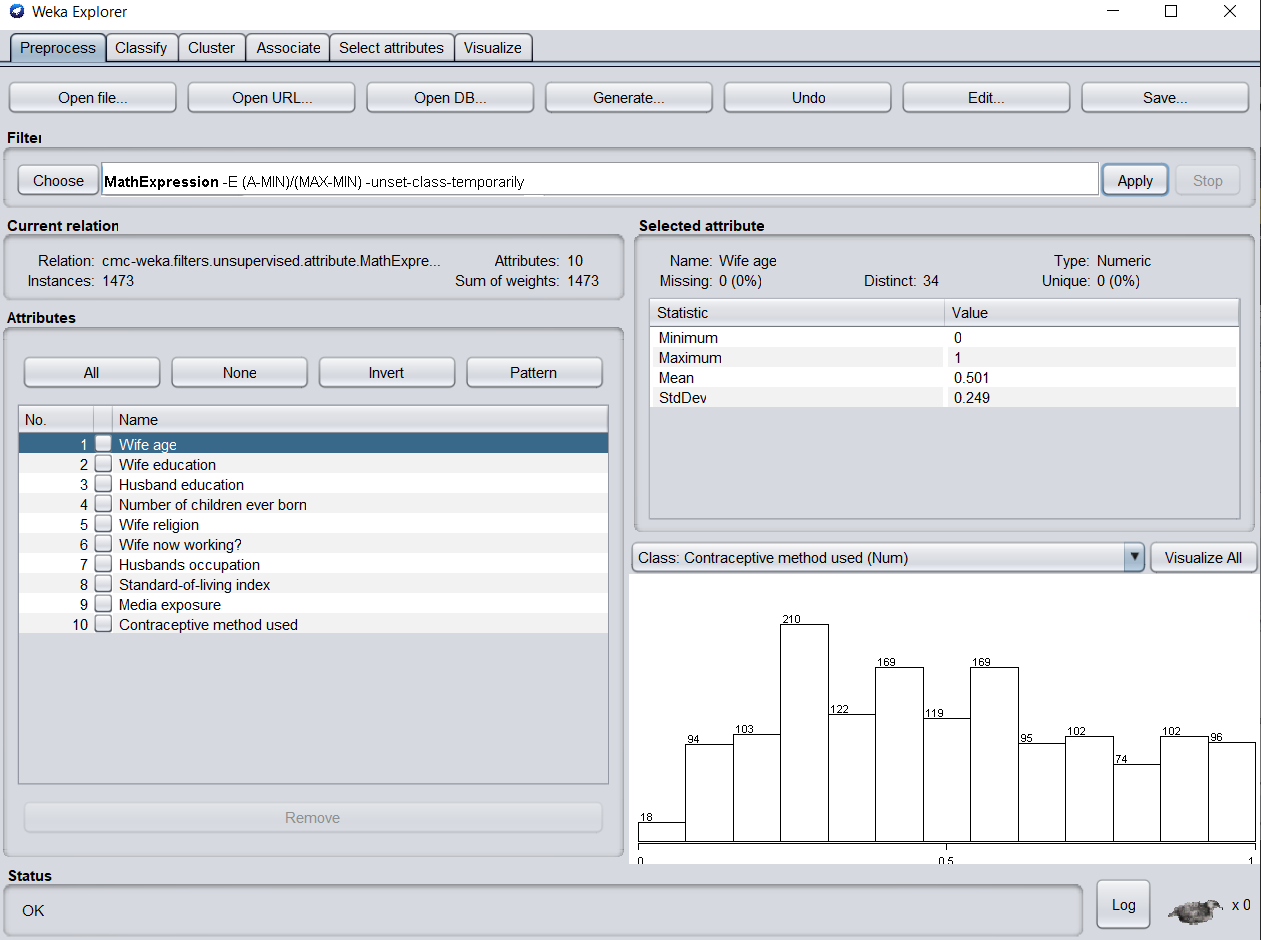 Weka Explorer
Preprocess Classify Cluster Associate Select attributes Visualize
Open file... Open URL... Open DB... Generate... Undo Edit... Save...
Filter
Choose MathExpression -E (A-MIN)/(MAX-MIN) -unset-class-temporarily Apply Stop
Current relation
Relation: cmc-weka.filters.unsupervised.attribute.MathExpre... Attributes: 10
Instances: 1473 Sum of weights: 1473
Attributes
All None Invert Pattern
No. Name
1 Wife age
2 Wife education
3 Husband education
4 Number of children ever born
5 Wife religion
6 Wife now working?
7 Husbands occupation
8 Standard-of-living index
9 Media exposure
10 Contraceptive method used
Remove
Selected attribute
Name: Wife age Type: Numeric
Missing: 0 (0%) Distinct: 34 Unique: 0 (0%)
Statistic Value
Minimum 0
Maximum 1
Mean 0.501
StdDev 0.249
Class: Contraceptive method used (Num) Visualize All
18 94 103 210 122 169 119 169 95 102 74 102 96
0 0.5 1
Status
OK
Log x 0